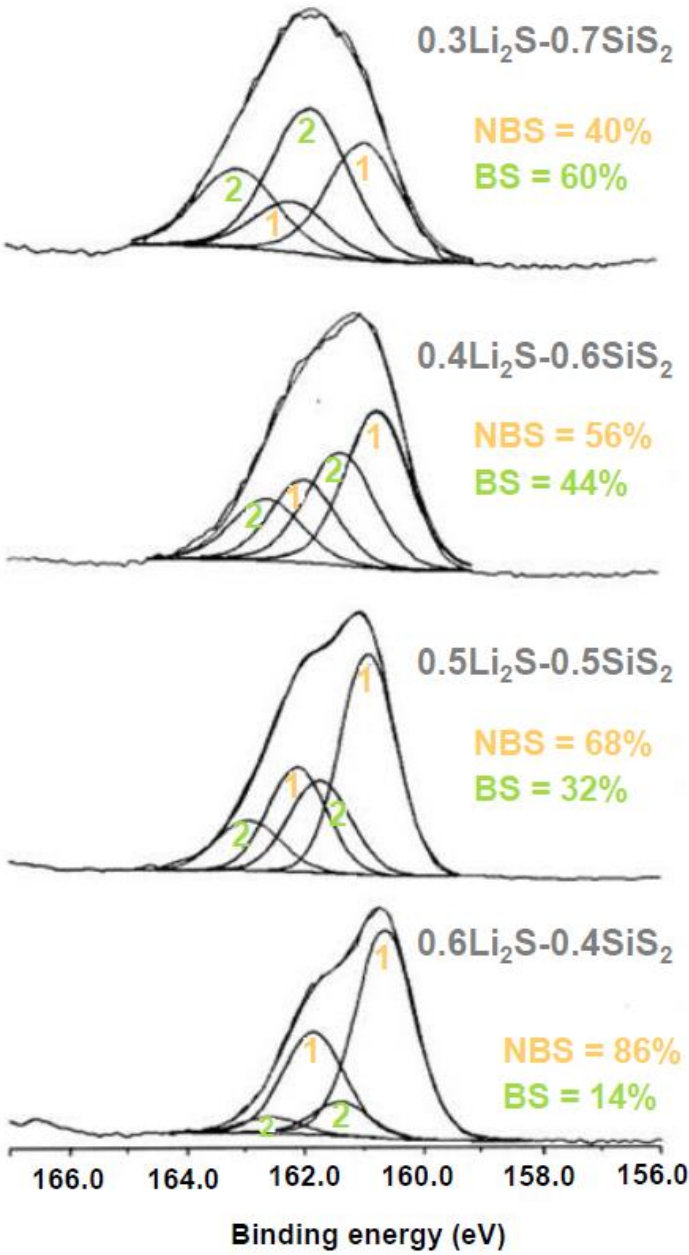 0.3Li₂S-0.7SiS₂
NBS = 40%
BS = 60%
2
2
1
1
0.4Li₂S-0.6SiS₂
NBS = 56%
BS = 44%
1
2
1
2
0.5Li₂S-0.5SiS₂
NBS = 68%
BS = 32%
1
1
2
2
0.6Li₂S-0.4SiS₂
NBS = 86%
BS = 14%
1
1
2
2
166.0 164.0 162.0 160.0 158.0 156.0
Binding energy (eV)